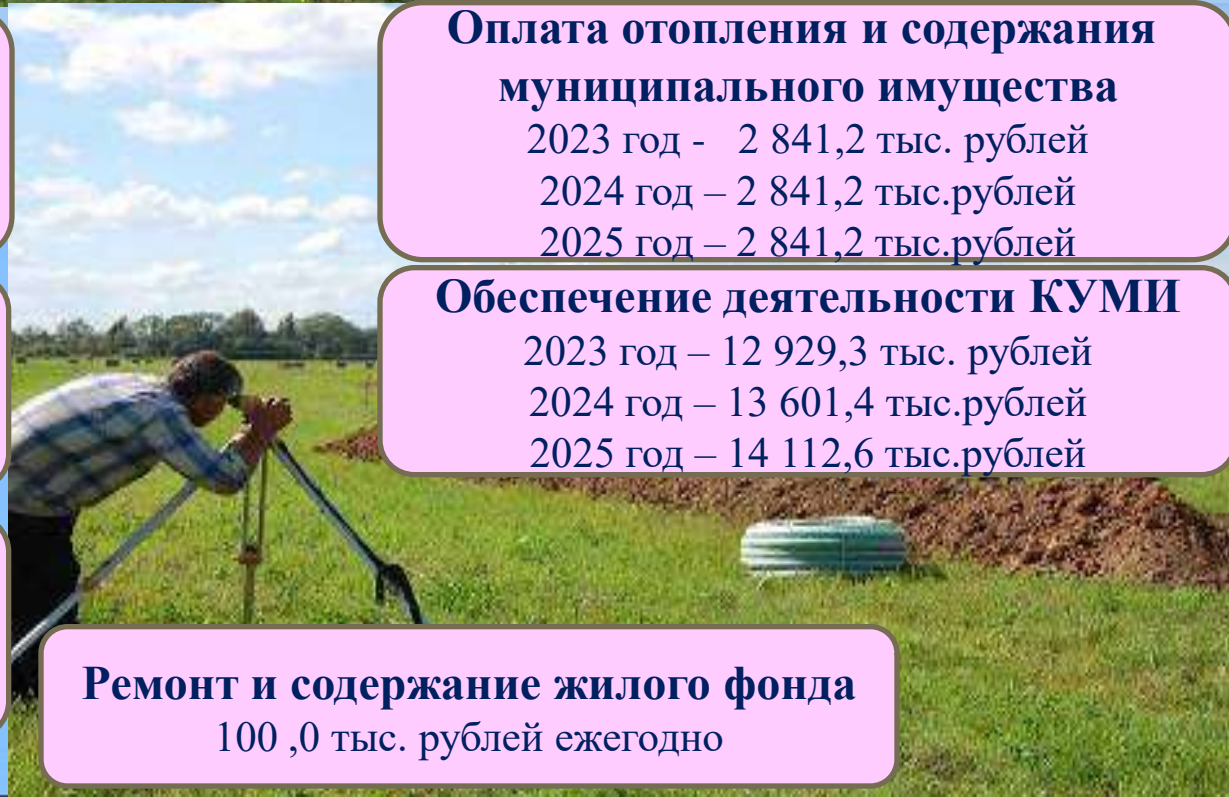 Оплата отопления и содержания
муниципального имущества
2023 год -   2 841,2 тыс. рублей
2024 год – 2 841,2 тыс.рублей
2025 год – 2 841,2 тыс.рублей
Обеспечение деятельности КУМИ
2023 год – 12 929,3 тыс. рублей
2024 год – 13 601,4 тыс.рублей
2025 год – 14 112,6 тыс.рублей
Ремонт и содержание жилого фонда
100 ,0 тыс. рублей ежегодно